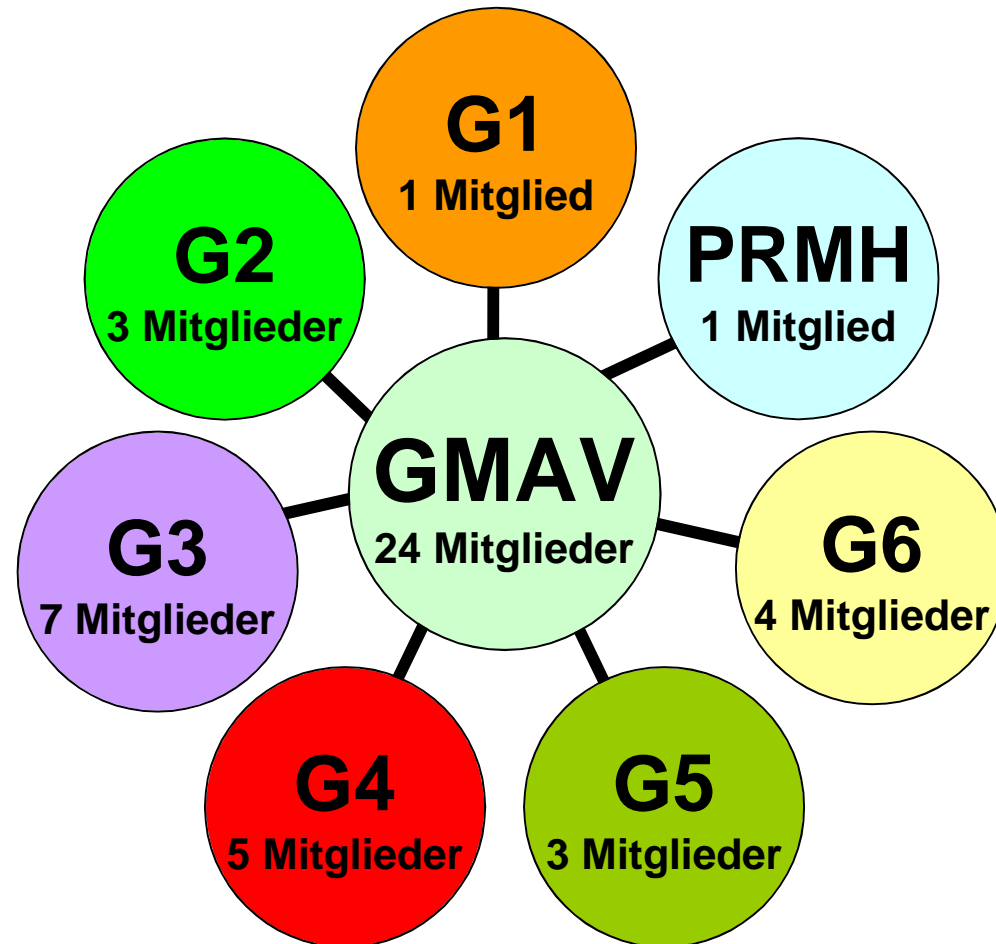 G1
1 Mitglied
G2
3 Mitglieder
PRMH
1 Mitglied
GMAV
24 Mitglieder
G3
7 Mitglieder
G6
4 Mitglieder
G4
5 Mitglieder
G5
3 Mitglieder